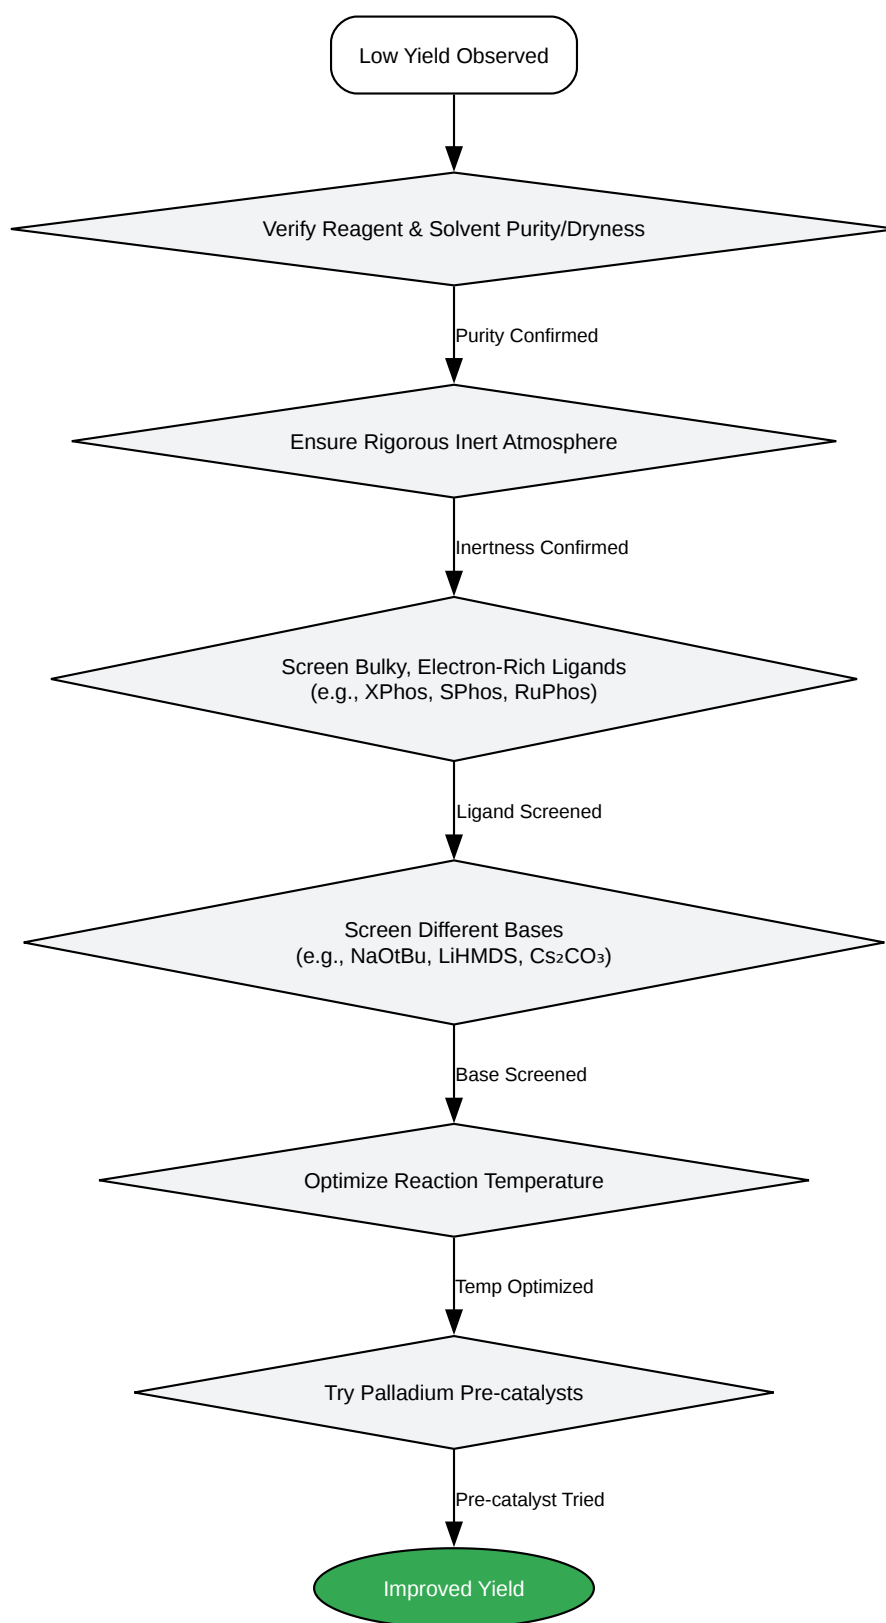 Low Yield Observed
Verify Reagent & Solvent Purity/Dryness
Purity Confirmed
Ensure Rigorous Inert Atmosphere
Inertness Confirmed
Screen Bulky, Electron-Rich Ligands
(e.g., XPhos, SPhos, RuPhos)
Ligand Screened
Screen Different Bases
(e.g., NaOtBu, LiHMDS, Cs₂CO₃)
Base Screened
Optimize Reaction Temperature
Temp Optimized
Try Palladium Pre-catalysts
Pre-catalyst Tried
Improved Yield